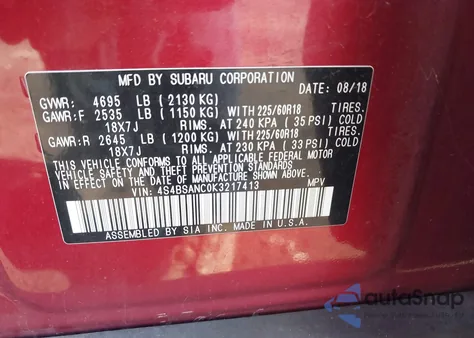 MFD BY SUBARU CORPORATION DATE: 08/18
GVWR: 4695 LB (2130 KG)
GAWR:F 2535 LB (1150 KG) WITH 225/60R18 TIRES.
18X7J RIMS. AT 240 KPA ( 35 PSI) COLD
GAWR:R 2645 LB (1200 KG) WITH 225/60R18 TIRES.
18X7J RIMS. AT 230 KPA ( 33 PSI) COLD
THIS VEHICLE CONFORMS TO ALL APPLICABLE FEDERAL MOTOR
VEHICLE SAFETY AND THEFT PREVENTION STANDARDS IN EFFECT
ON THE DATE OF MANUFACTURE SHOWN ABOVE.
VIN: 4S4BSANC0K3217413 MPV
ASSEMBLED BY SIA INC. MADE IN U.S.A.
autosnap